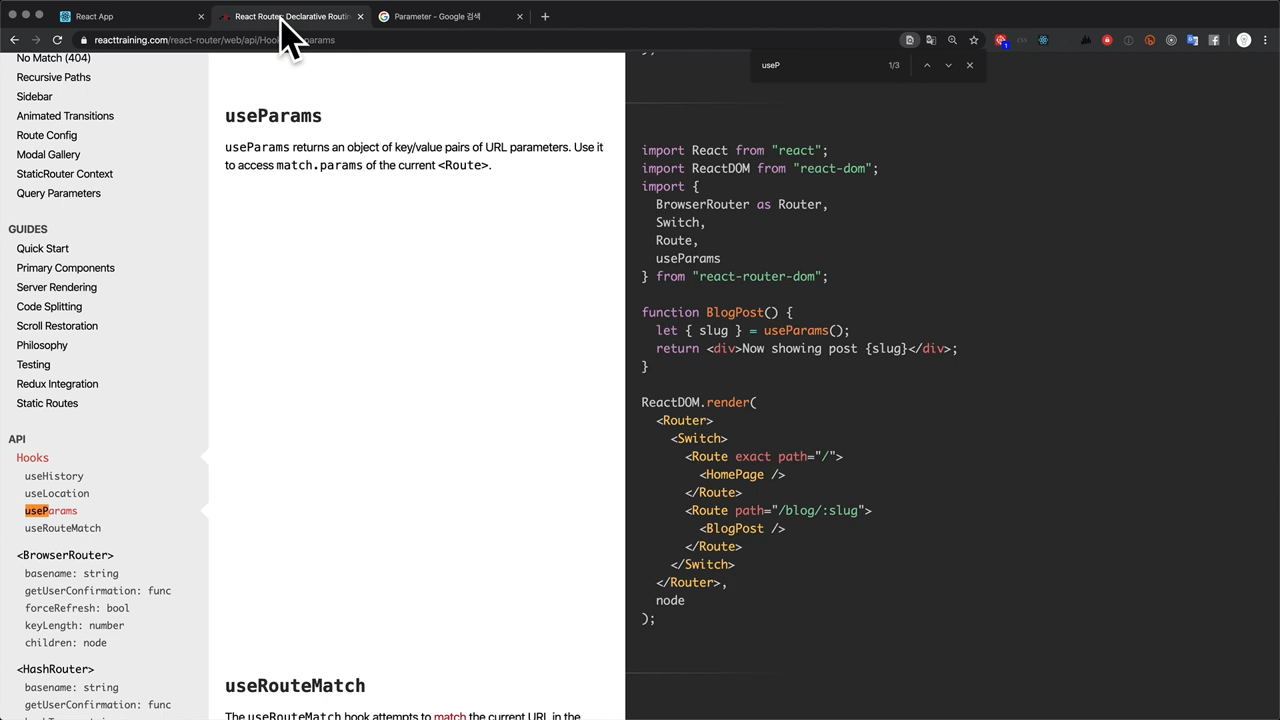 React App
React Router: Declarative Routin
Parameter - Google 검색
reacttraining.com/react-router/web/api/Hoo
params
useP
1/3
No Match (404)
Recursive Paths
Sidebar
Animated Transitions
Route Config
Modal Gallery
StaticRouter Context
Query Parameters
GUIDES
Quick Start
Primary Components
Server Rendering
Code Splitting
Scroll Restoration
Philosophy
Testing
Redux Integration
Static Routes
API
Hooks
useHistory
useLocation
useParams
useRouteMatch
<BrowserRouter>
basename: string
getUserConfirmation: func
forceRefresh: bool
keyLength: number
children: node
<HashRouter>
basename: string
getUserConfirmation: func
useParams
useParams returns an object of key/value pairs of URL parameters. Use it
to access match.params of the current <Route>.
useRouteMatch
The useRouteMatch hook attempts to match the current URL in the
);
import React from "react";
import ReactDOM from "react-dom";
import {
BrowserRouter as Router,
Switch,
Route,
useParams
} from "react-router-dom";
function BlogPost() {
let { slug } = useParams();
return <div>Now showing post {slug}</div>;
}
ReactDOM.render(
<Router>
<Switch>
<Route exact path="/">
<HomePage />
</Route>
<Route path="/blog/:slug">
<BlogPost />
</Route>
</Switch>
</Router>,
node
);